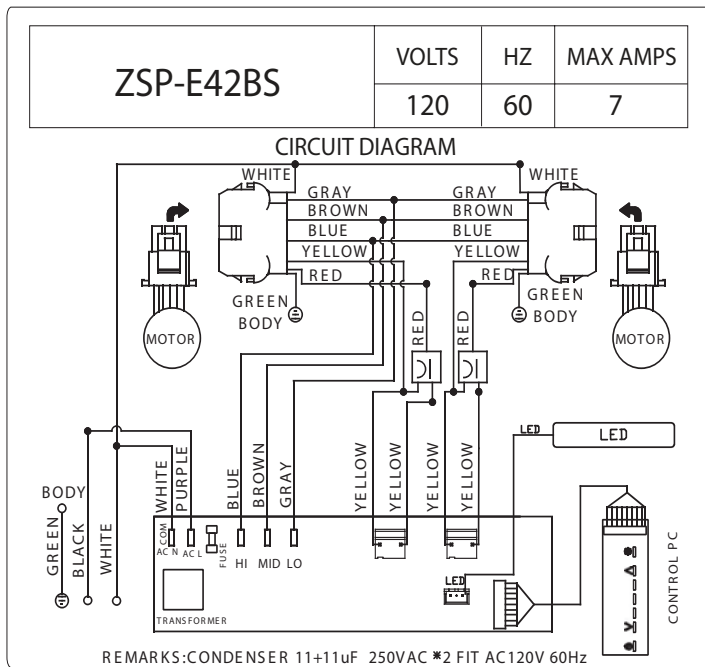 ZSP-E42BS
VOLTS HZ MAX AMPS
120 60 7
CIRCUIT DIAGRAM
WHITE WHITE
GRAY GRAY
BROWN BROWN
BLUE BLUE
YELLOW YELLOW
RED RED
GREEN BODY
GREEN BODY
MOTOR
MOTOR
RED
RED
LED
LED
BODY
GREEN
BLACK
WHITE
WHITE
PURPLE
BLUE
BROWN
GRAY
YELLOW
YELLOW
YELLOW
YELLOW
COM
AC N
AC L
FUSE
HI MID LO
LED
TRANSFORMER
CONTROL PC
REMARKS:CONDENSER 11+11uF 250VAC *2 FIT AC120V 60Hz